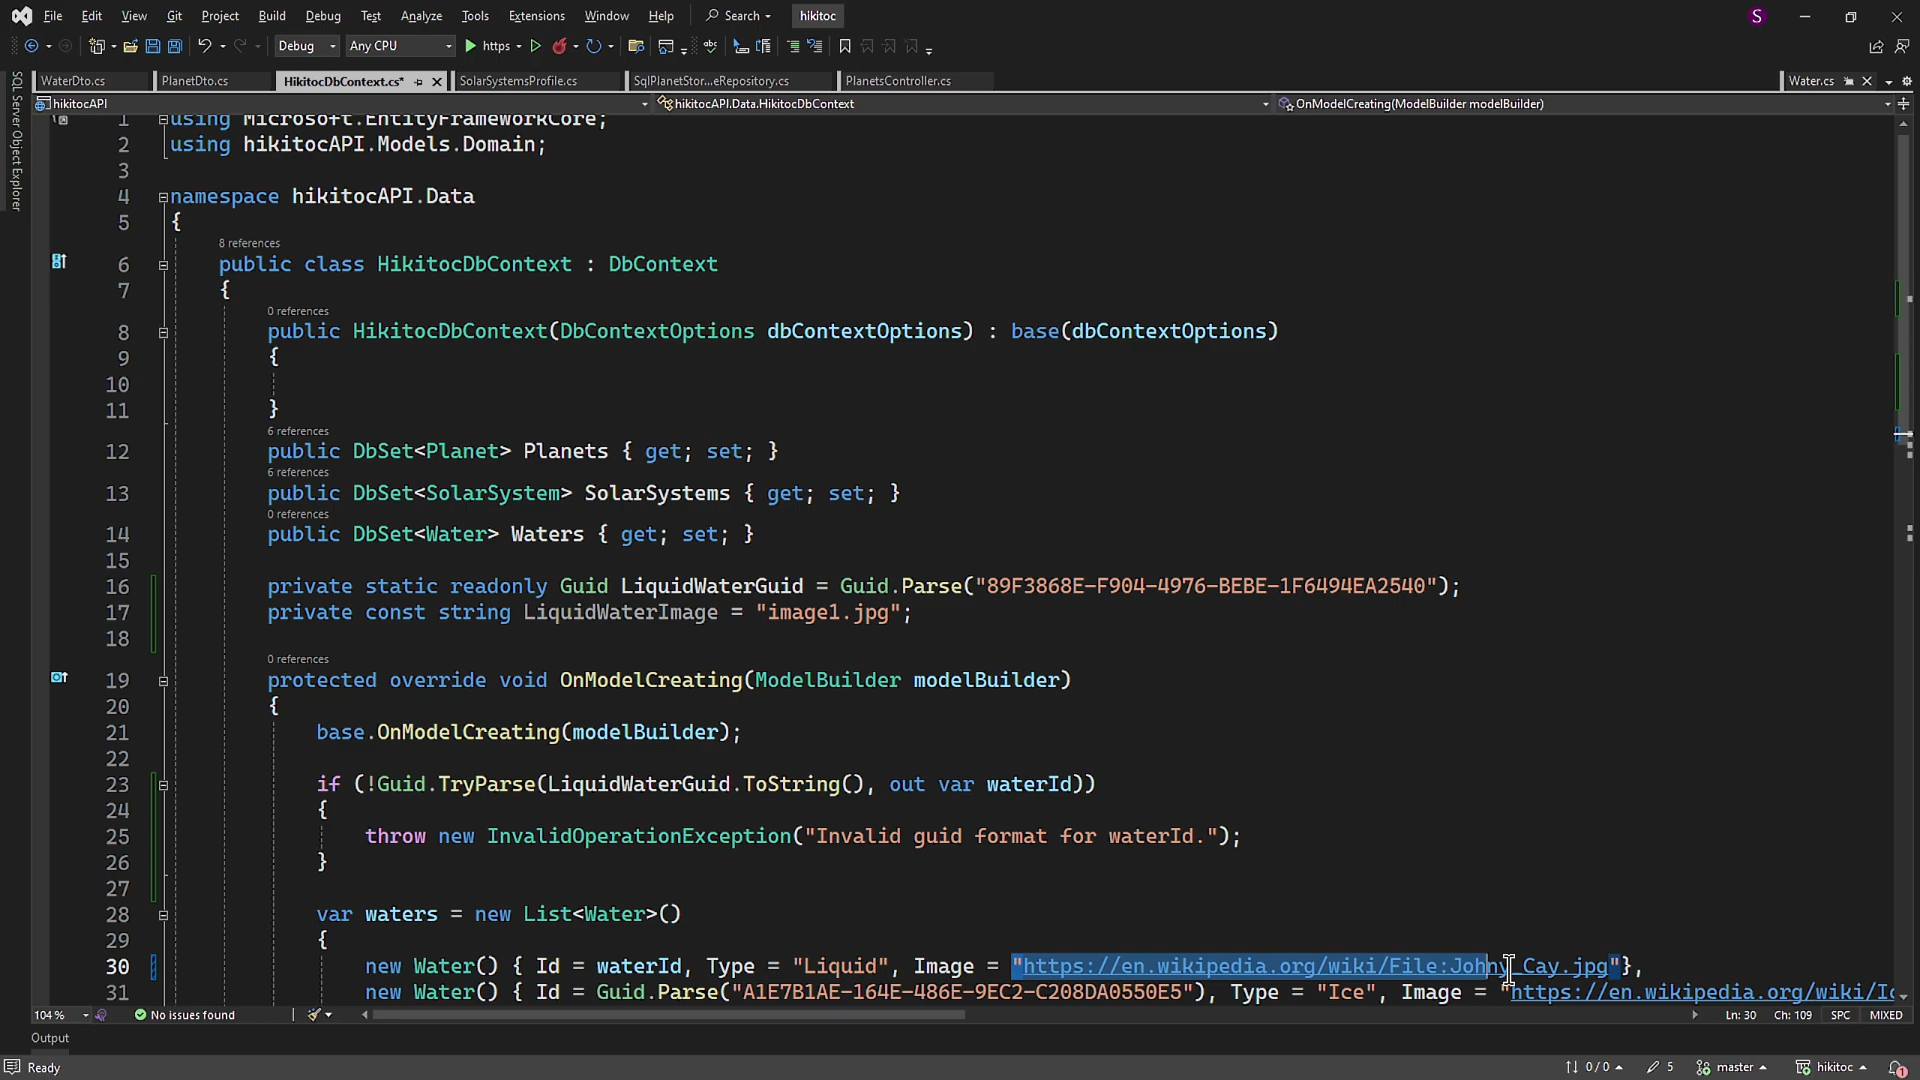 File Edit View Git Project Build Debug Test Analyze Tools Extensions Window Help Search hikitoc S
Debug Any CPU https
WaterDto.cs PlanetDto.cs HikitocDbContext.cs* SolarSystemsProfile.cs SqlPlanetStor...eRepository.cs PlanetsController.cs Water.cs
hikitocAPI hikitocAPI.Data.HikitocDbContext OnModelCreating(ModelBuilder modelBuilder)
SQL Server Object Explorer
1 using Microsoft.EntityFrameworkCore;
2 using hikitocAPI.Models.Domain;
3
4 namespace hikitocAPI.Data
5 {
8 references
6 public class HikitocDbContext : DbContext
7 {
0 references
8 public HikitocDbContext(DbContextOptions dbContextOptions) : base(dbContextOptions)
9 {
10
11 }
6 references
12 public DbSet<Planet> Planets { get; set; }
6 references
13 public DbSet<SolarSystem> SolarSystems { get; set; }
0 references
14 public DbSet<Water> Waters { get; set; }
15
16 private static readonly Guid LiquidWaterGuid = Guid.Parse("89F3868E-F904-4976-BEBE-1F6494EA2540");
17 private const string LiquidWaterImage = "image1.jpg";
18
0 references
19 protected override void OnModelCreating(ModelBuilder modelBuilder)
20 {
21 base.OnModelCreating(modelBuilder);
22
23 if (!Guid.TryParse(LiquidWaterGuid.ToString(), out var waterId))
24 {
25 throw new InvalidOperationException("Invalid guid format for waterId.");
26 }
27
28 var waters = new List<Water>()
29 {
30 new Water() { Id = waterId, Type = "Liquid", Image = "https://en.wikipedia.org/wiki/File:Johny_Cay.jpg"},
31 new Water() { Id = Guid.Parse("A1E7B1AE-164E-486E-9EC2-C208DA0550E5"), Type = "Ice", Image = "https://en.wikipedia.org/wiki/Ic
104 % No issues found Ln: 30 Ch: 109 SPC MIXED
Output
Ready 0 / 0 5 master hikitoc 1